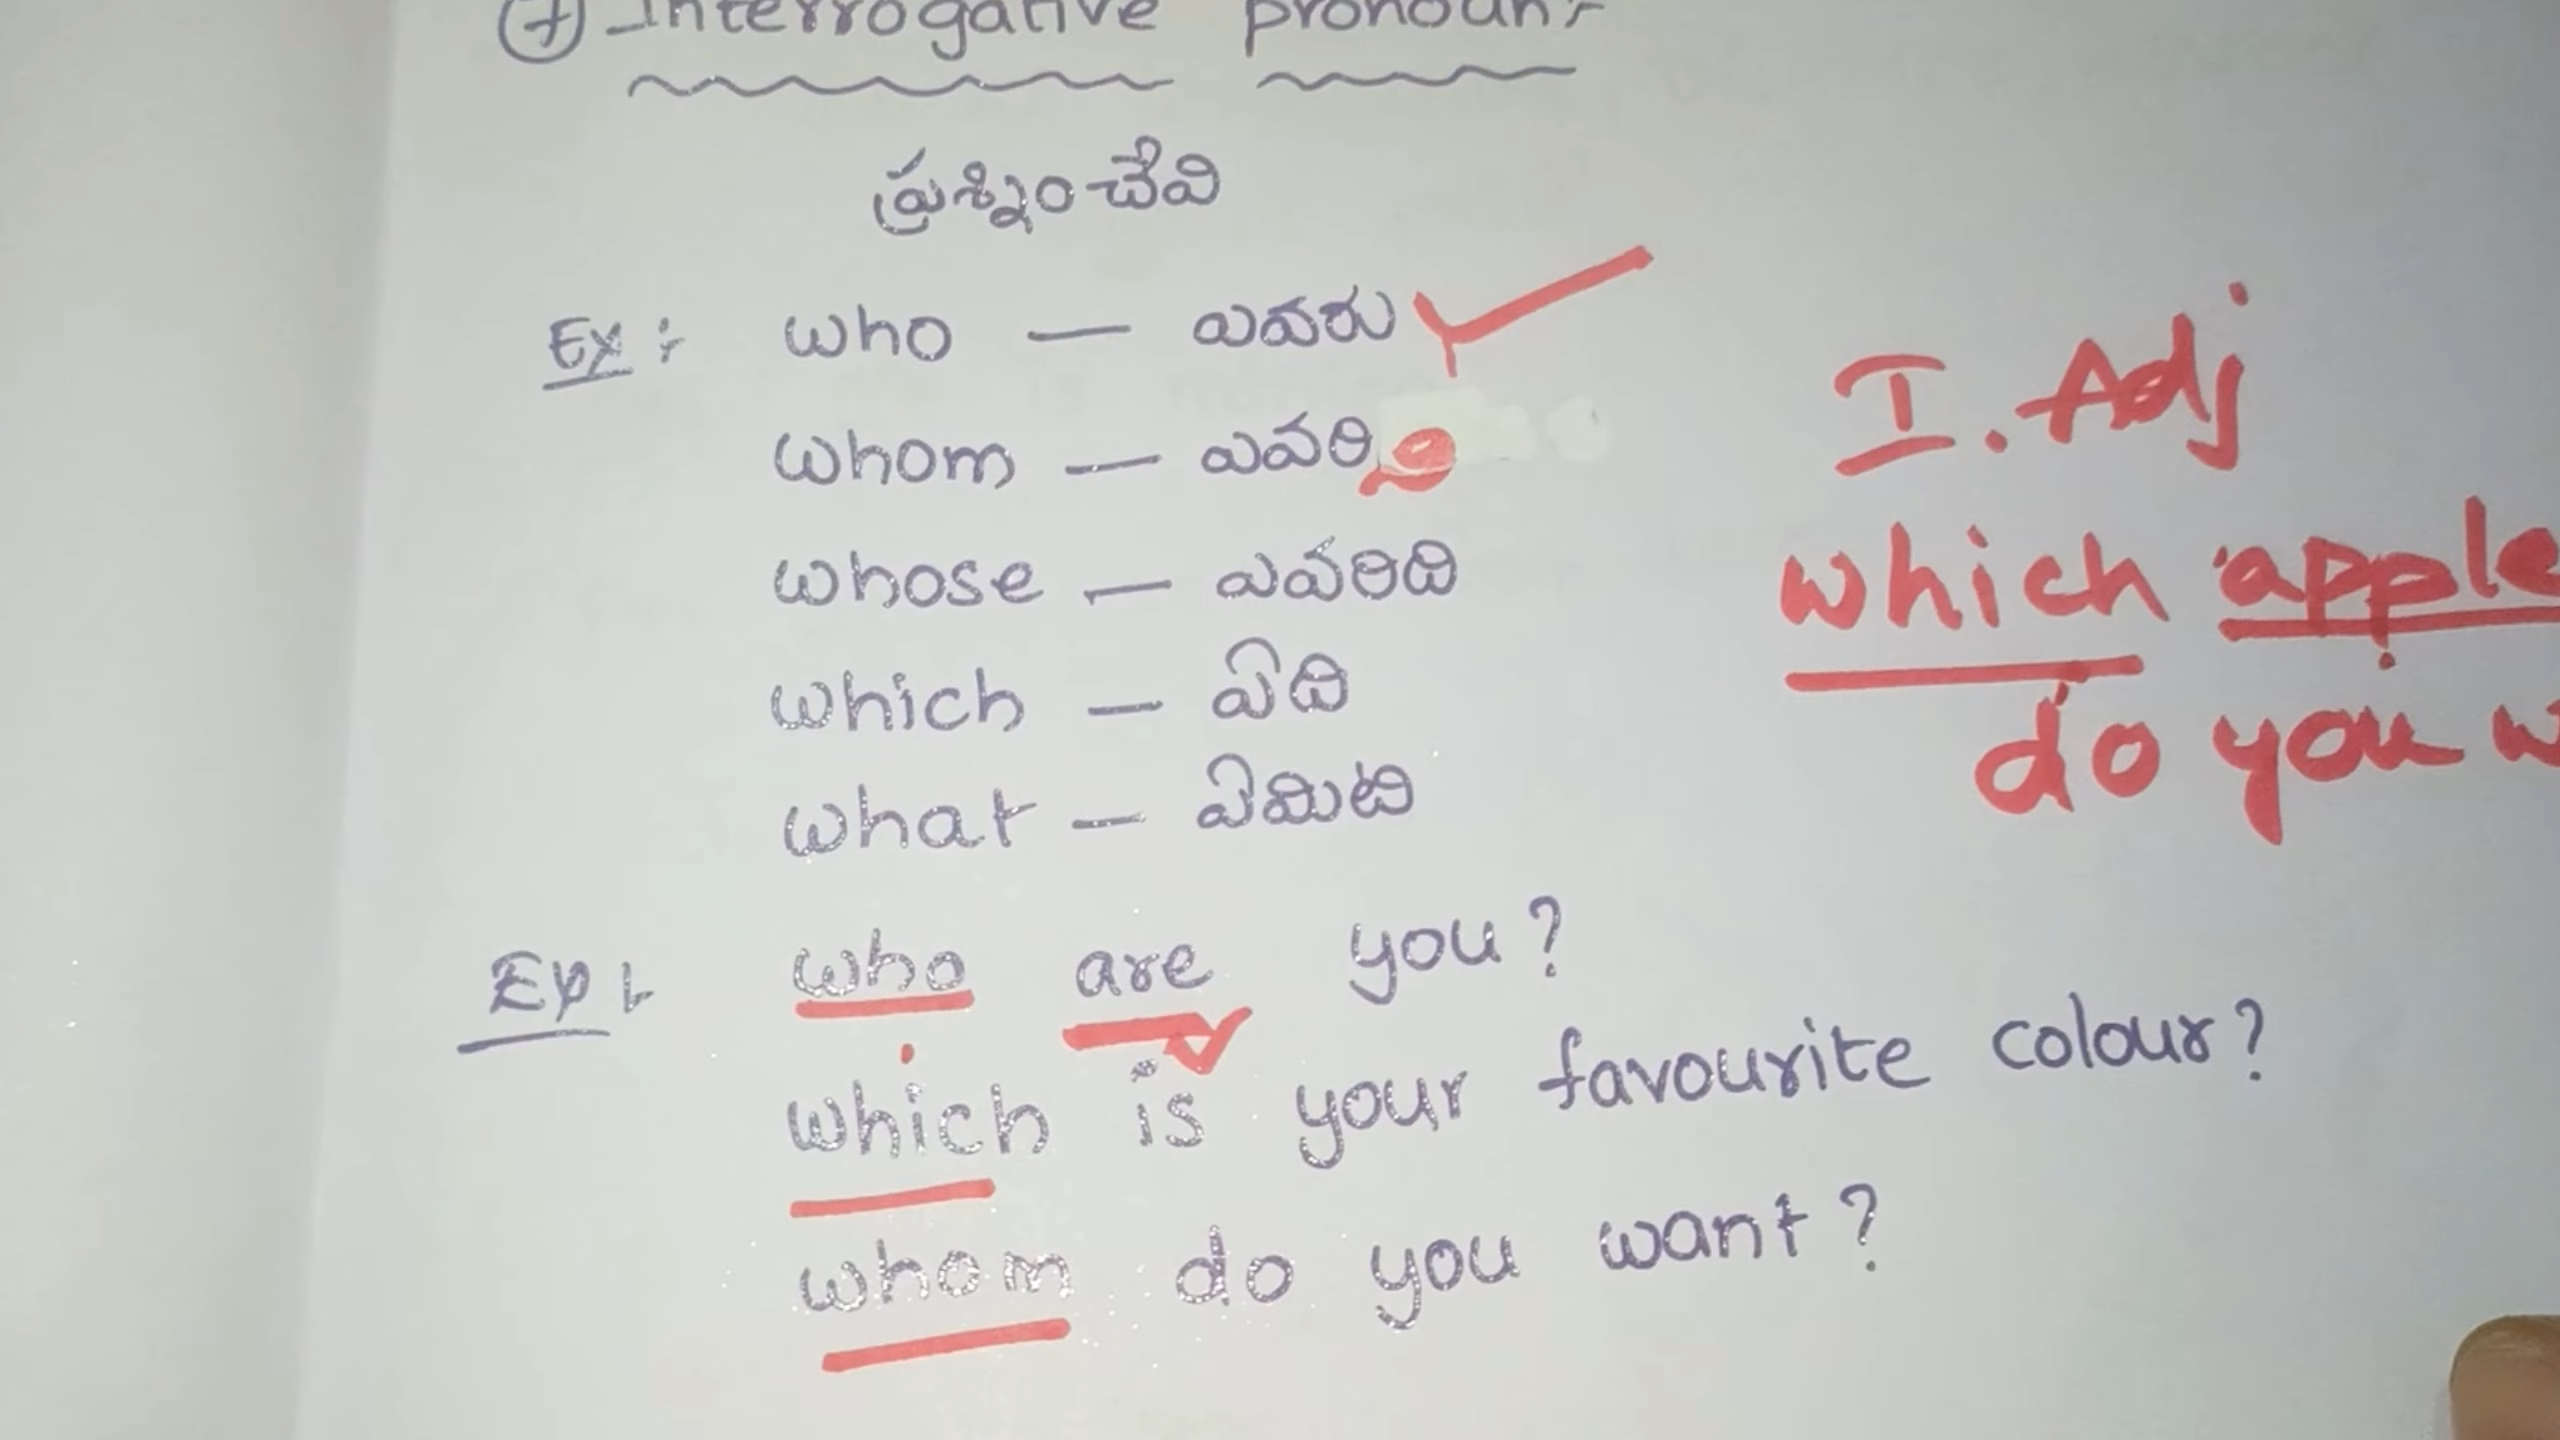 ⑦ Interrogative pronoun:-
ప్రశ్నించేవి
Ex :- who — ఎవరు
whom — ఎవరి
whose — ఎవరిది
which — ఏది
what — ఏమిటి
I. Adj
which apple
do you w
Ex :- who are you?
which is your favourite colour?
whom do you want?